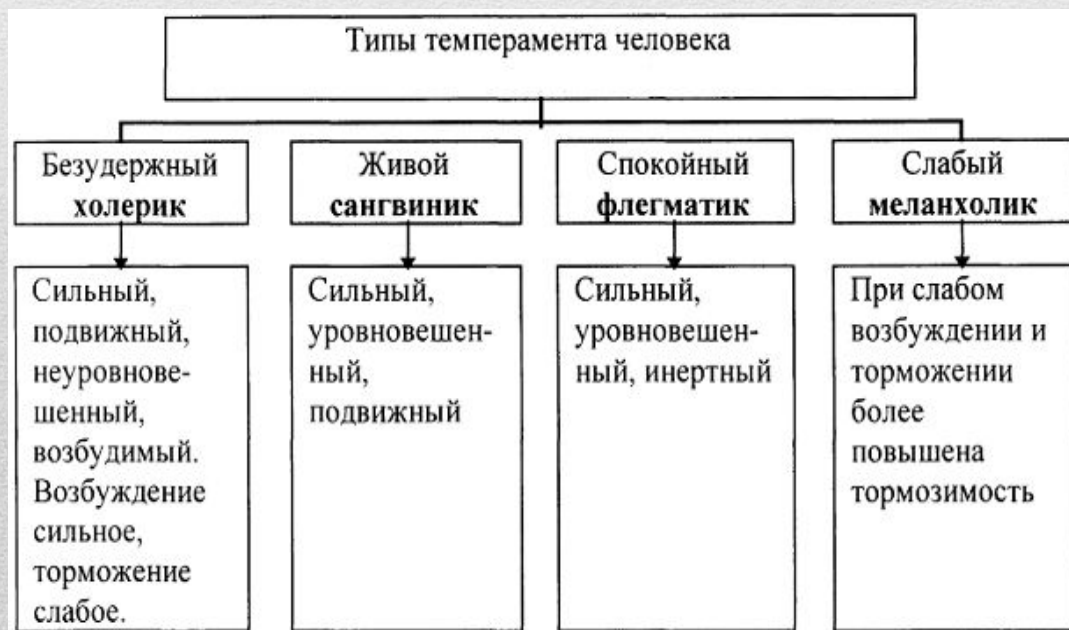 Типы темперамента человека
Безудержный
холерик
Живой
сангвиник
Спокойный
флегматик
Слабый
меланхолик
Сильный,
подвижный,
неуровнове-
шенный,
возбудимый.
Возбуждение
сильное,
торможение
слабое.
Сильный,
уровновешен-
ный,
подвижный
Сильный,
уровновешен-
ный, инертный
При слабом
возбуждении и
торможении
более
повышена
тормозимость